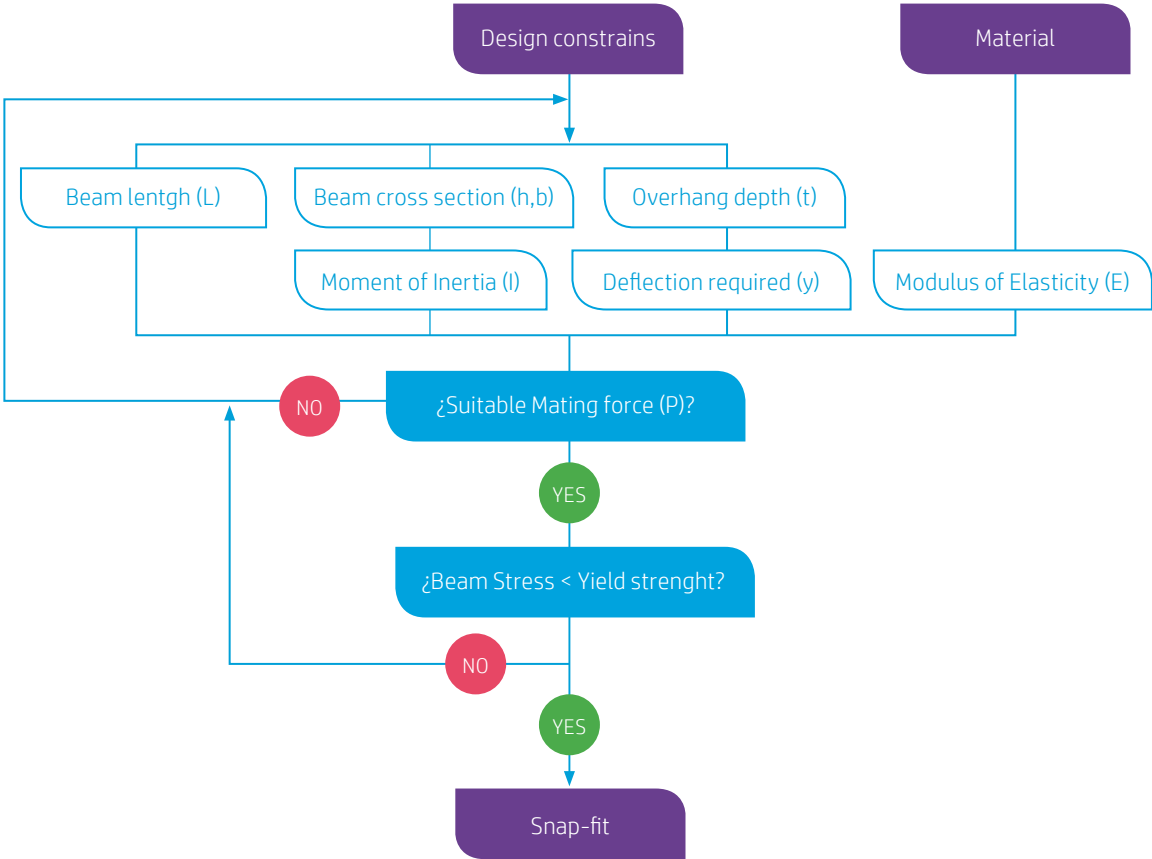 Design constrains
Material
Beam lentgh (L)
Beam cross section (h,b)
Overhang depth (t)
Moment of Inertia (I)
Deflection required (y)
Modulus of Elasticity (E)
NO
¿Suitable Mating force (P)?
YES
¿Beam Stress < Yield strenght?
NO
YES
Snap-fit